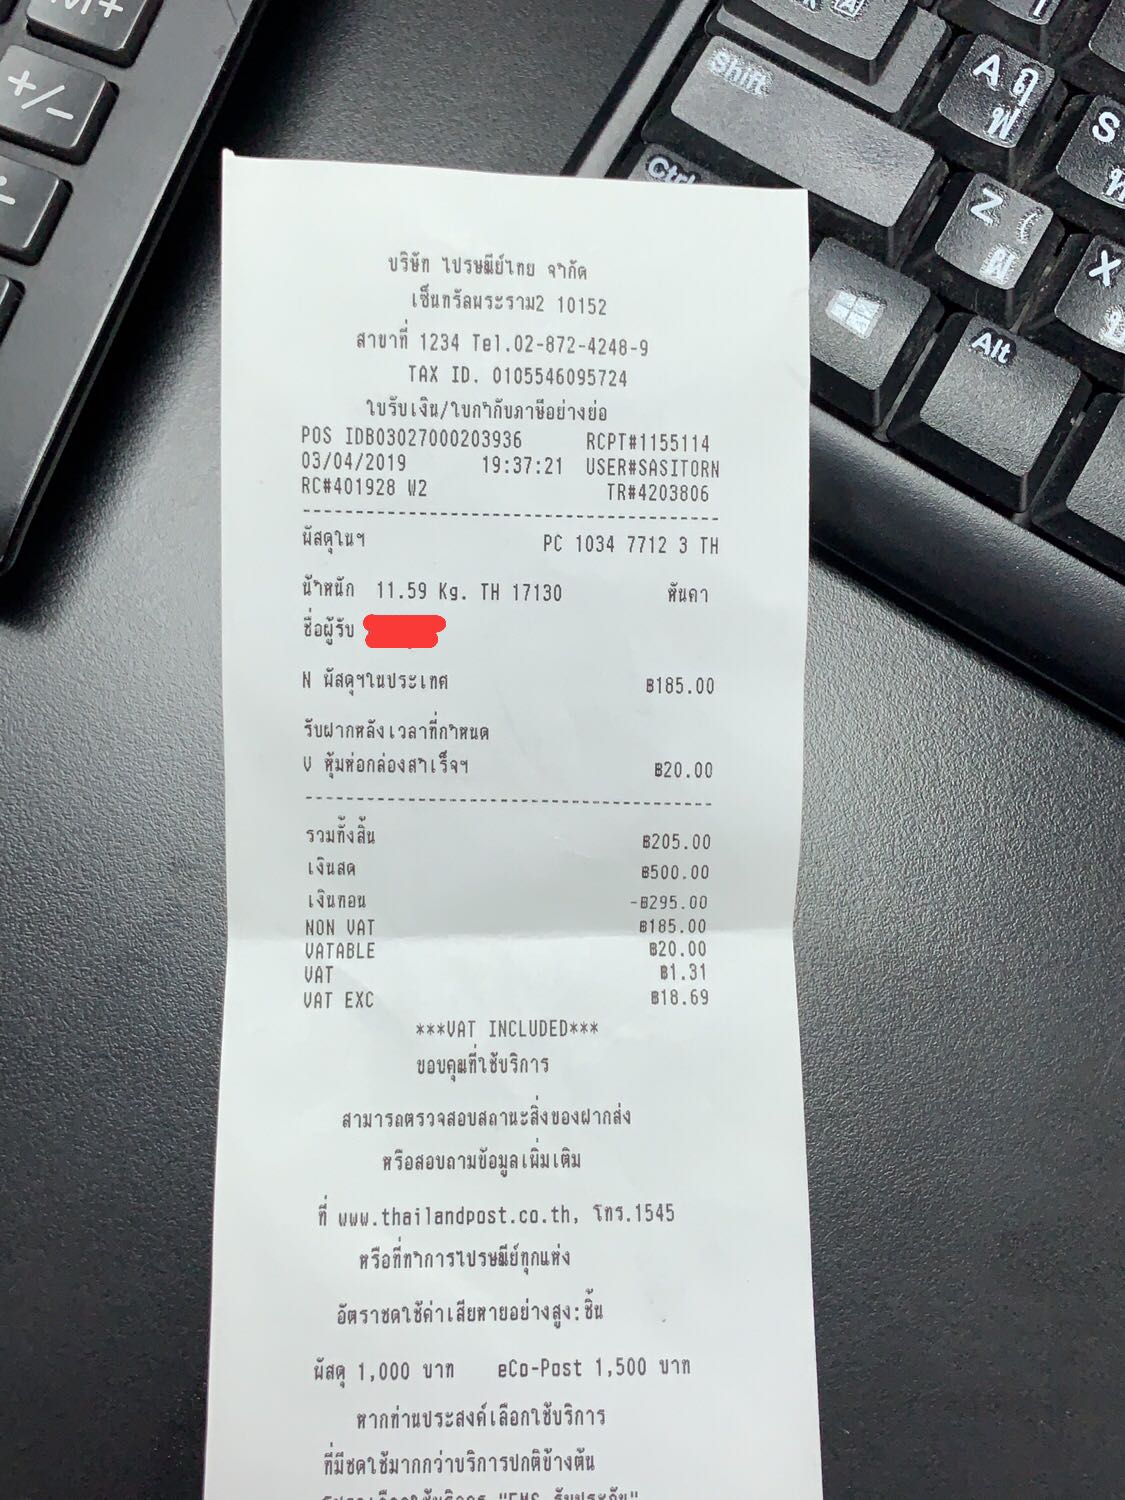 M+
+/-
÷
Shift
A ฤ ฟ
S
Ctrl
Z ( ผ
X
Alt
บริษัท ไปรษณีย์ไทย จำกัด
เซ็นทรัลพระราม2 10152
สาขาที่ 1234 Tel.02-872-4248-9
TAX ID. 0105546095724
ใบรับเงิน/ใบกำกับภาษีอย่างย่อ
POS IDB03027000203936 RCPT#1155114
03/04/2019 19:37:21 USER#SASITORN
RC#401928 W2 TR#4203806
พัสดุในฯ PC 1034 7712 3 TH
น้ำหนัก 11.59 Kg. TH 17130 หันคา
ชื่อผู้รับ
N พัสดุฯในประเทศ ฿185.00
รับฝากหลังเวลาที่กำหนด
V หุ้มห่อกล่องสำเร็จฯ ฿20.00
รวมทั้งสิ้น ฿205.00
เงินสด ฿500.00
เงินทอน -฿295.00
NON VAT ฿185.00
VATABLE ฿20.00
VAT ฿1.31
VAT EXC ฿18.69
***VAT INCLUDED***
ขอบคุณที่ใช้บริการ
สามารถตรวจสอบสถานะสิ่งของฝากส่ง
หรือสอบถามข้อมูลเพิ่มเติม
ที่ www.thailandpost.co.th, โทร.1545
หรือที่ทำการไปรษณีย์ทุกแห่ง
อัตราชดใช้ค่าเสียหายอย่างสูง:ชิ้น
พัสดุ 1,000 บาท eCo-Post 1,500 บาท
หากท่านประสงค์เลือกใช้บริการ
ที่มีชดใช้มากกว่าบริการปกติข้างต้น
"EMS รับประกัน"